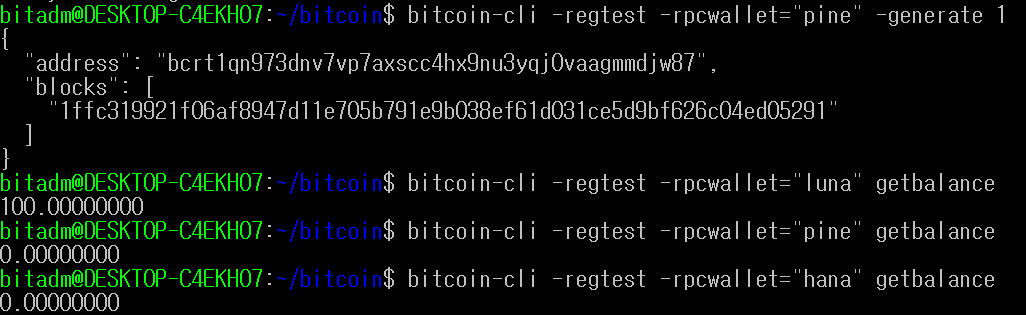 bitadm@DESKTOP-C4EKHO7:~/bitcoin$ bitcoin-cli -regtest -rpcwallet="pine" -generate 1
{
  "address": "bcrt1qn973dnv7vp7axscc4hx9nu3yqj0vaagmmdjw87",
  "blocks": [
    "1ffc319921f06af8947d11e705b791e9b038ef61d031ce5d9bf626c04ed05291"
  ]
}
bitadm@DESKTOP-C4EKHO7:~/bitcoin$ bitcoin-cli -regtest -rpcwallet="luna" getbalance
100.00000000
bitadm@DESKTOP-C4EKHO7:~/bitcoin$ bitcoin-cli -regtest -rpcwallet="pine" getbalance
0.00000000
bitadm@DESKTOP-C4EKHO7:~/bitcoin$ bitcoin-cli -regtest -rpcwallet="hana" getbalance
0.00000000